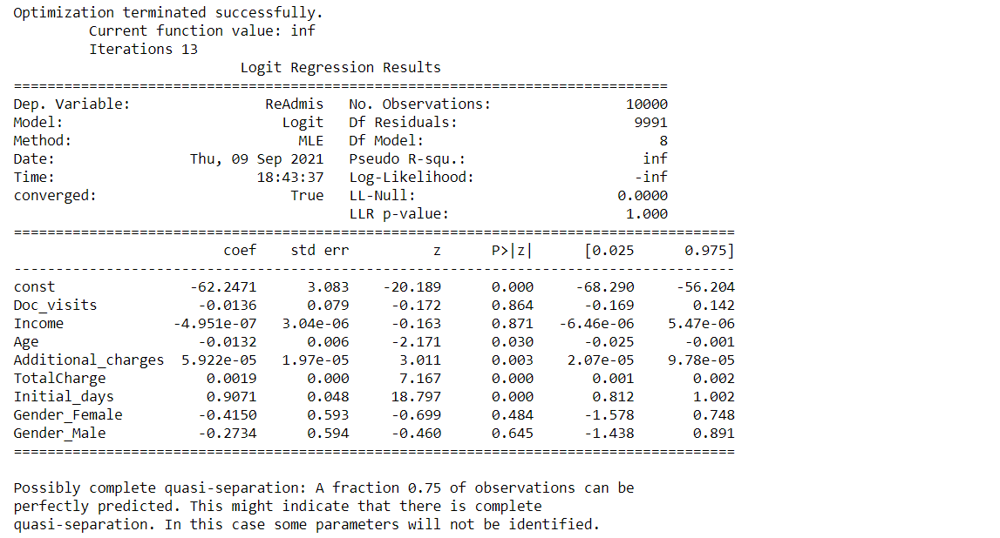 Optimization terminated successfully.
         Current function value: inf
         Iterations 13
                           Logit Regression Results
==============================================================================
Dep. Variable:                ReAdmis   No. Observations:                10000
Model:                          Logit   Df Residuals:                     9991
Method:                           MLE   Df Model:                            8
Date:                Thu, 09 Sep 2021   Pseudo R-squ.:                     inf
Time:                        18:43:37   Log-Likelihood:                   -inf
converged:                       True   LL-Null:                        0.0000
                                        LLR p-value:                     1.000
======================================================================================
                         coef    std err          z      P>|z|      [0.025      0.975]
--------------------------------------------------------------------------------------
const                -62.2471      3.083    -20.189      0.000     -68.290     -56.204
Doc_visits            -0.0136      0.079     -0.172      0.864      -0.169       0.142
Income             -4.951e-07   3.04e-06     -0.163      0.871   -6.46e-06    5.47e-06
Age                   -0.0132      0.006     -2.171      0.030      -0.025      -0.001
Additional_charges  5.922e-05   1.97e-05      3.011      0.003    2.07e-05    9.78e-05
TotalCharge            0.0019      0.000      7.167      0.000       0.001       0.002
Initial_days           0.9071      0.048     18.797      0.000       0.812       1.002
Gender_Female         -0.4150      0.593     -0.699      0.484      -1.578       0.748
Gender_Male           -0.2734      0.594     -0.460      0.645      -1.438       0.891
======================================================================================
Possibly complete quasi-separation: A fraction 0.75 of observations can be
perfectly predicted. This might indicate that there is complete
quasi-separation. In this case some parameters will not be identified.